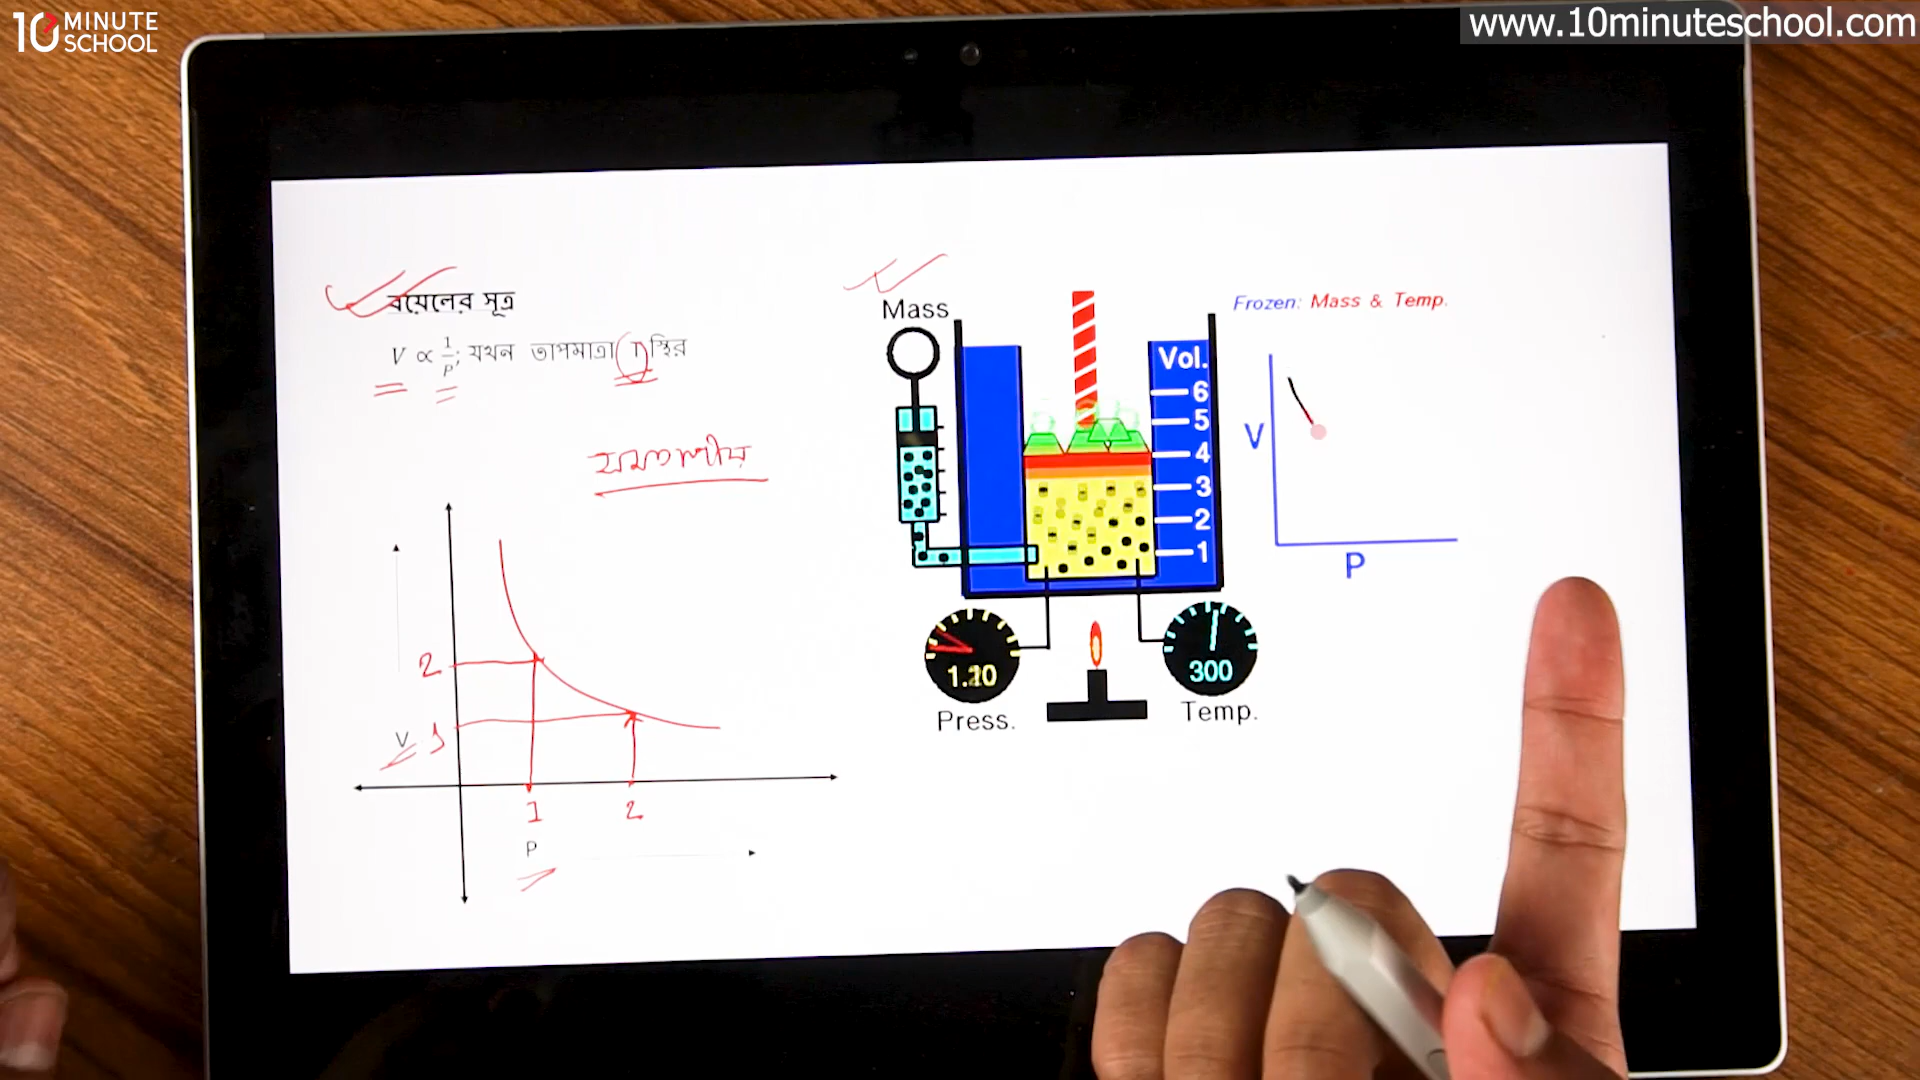 10 MINUTE SCHOOL
www.10minuteschool.com
বয়েলের সূত্র
V ∝ 1/P; যখন তাপমাত্রা T স্থির
2
V 1
1 2
P
Mass
Vol.
6
5
4
3
2
1
1.20
Press.
300
Temp.
Frozen: Mass & Temp.
V
P